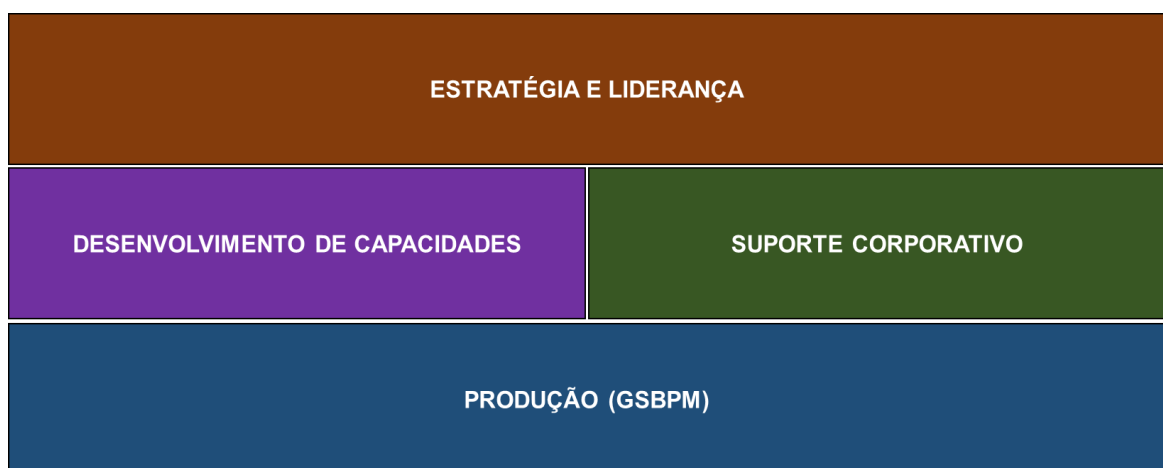 ESTRATÉGIA E LIDERANÇA
DESENVOLVIMENTO DE CAPACIDADES
SUPORTE CORPORATIVO
PRODUÇÃO (GSBPM)